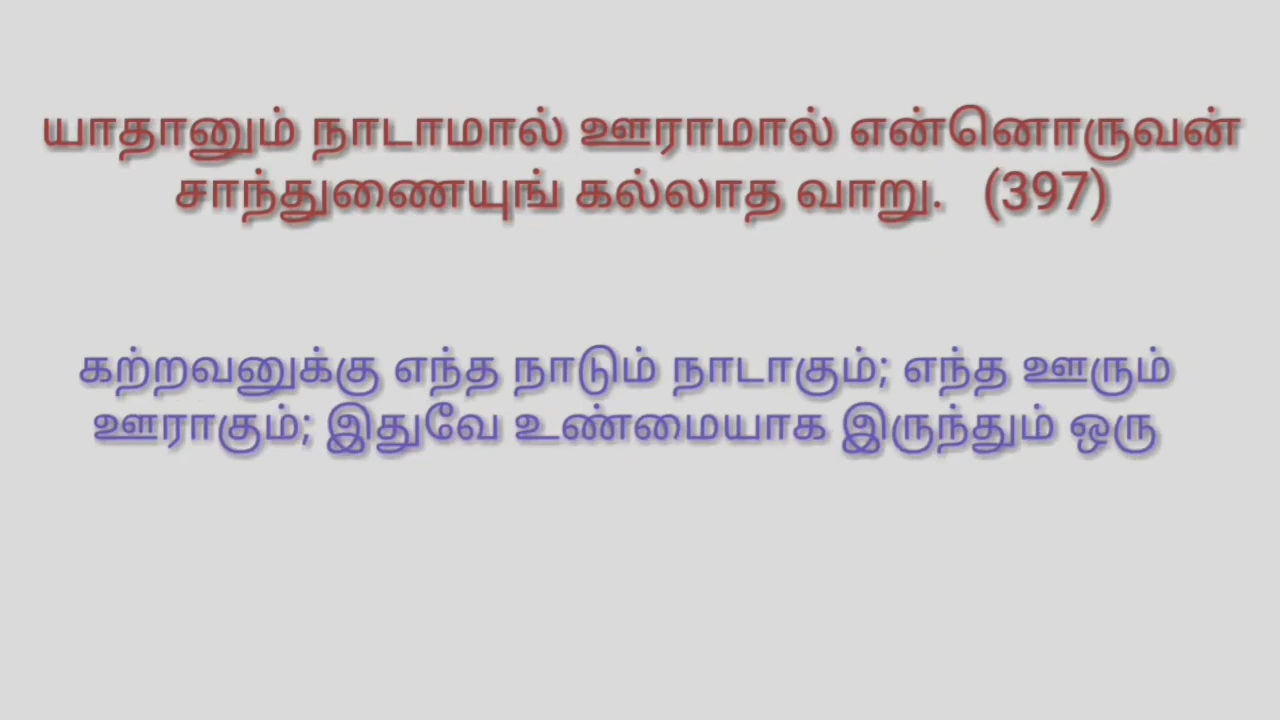 யாதானும் நாடாமால் ஊராமால் என்னொருவன்
சாந்துணையுங் கல்லாத வாறு. (397)
கற்றவனுக்கு எந்த நாடும் நாடாகும்; எந்த ஊரும்
ஊராகும்; இதுவே உண்மையாக இருந்தும் ஒரு